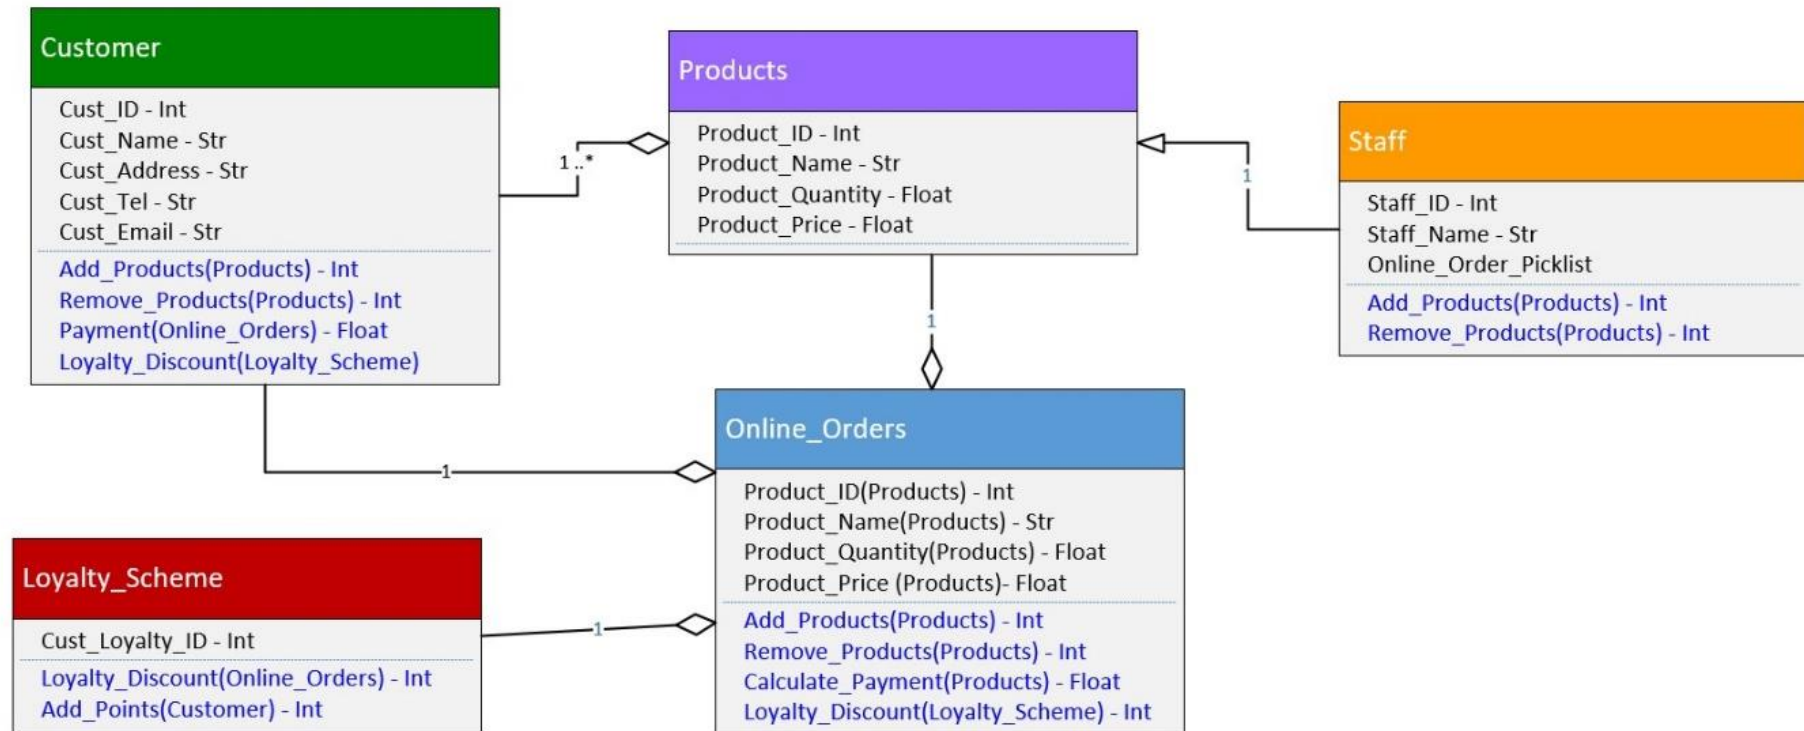 Customer
Cust_ID - Int
Cust_Name - Str
Cust_Address - Str
Cust_Tel - Str
Cust_Email - Str
Add_Products(Products) - Int
Remove_Products(Products) - Int
Payment(Online_Orders) - Float
Loyalty_Discount(Loyalty_Scheme)
1 ..*
Products
Product_ID - Int
Product_Name - Str
Product_Quantity - Float
Product_Price - Float
1
Staff
Staff_ID - Int
Staff_Name - Str
Online_Order_Picklist
Add_Products(Products) - Int
Remove_Products(Products) - Int
1
1
Online_Orders
Product_ID(Products) - Int
Product_Name(Products) - Str
Product_Quantity(Products) - Float
Product_Price (Products)- Float
Add_Products(Products) - Int
Remove_Products(Products) - Int
Calculate_Payment(Products) - Float
Loyalty_Discount(Loyalty_Scheme) - Int
Loyalty_Scheme
Cust_Loyalty_ID - Int
Loyalty_Discount(Online_Orders) - Int
Add_Points(Customer) - Int
1